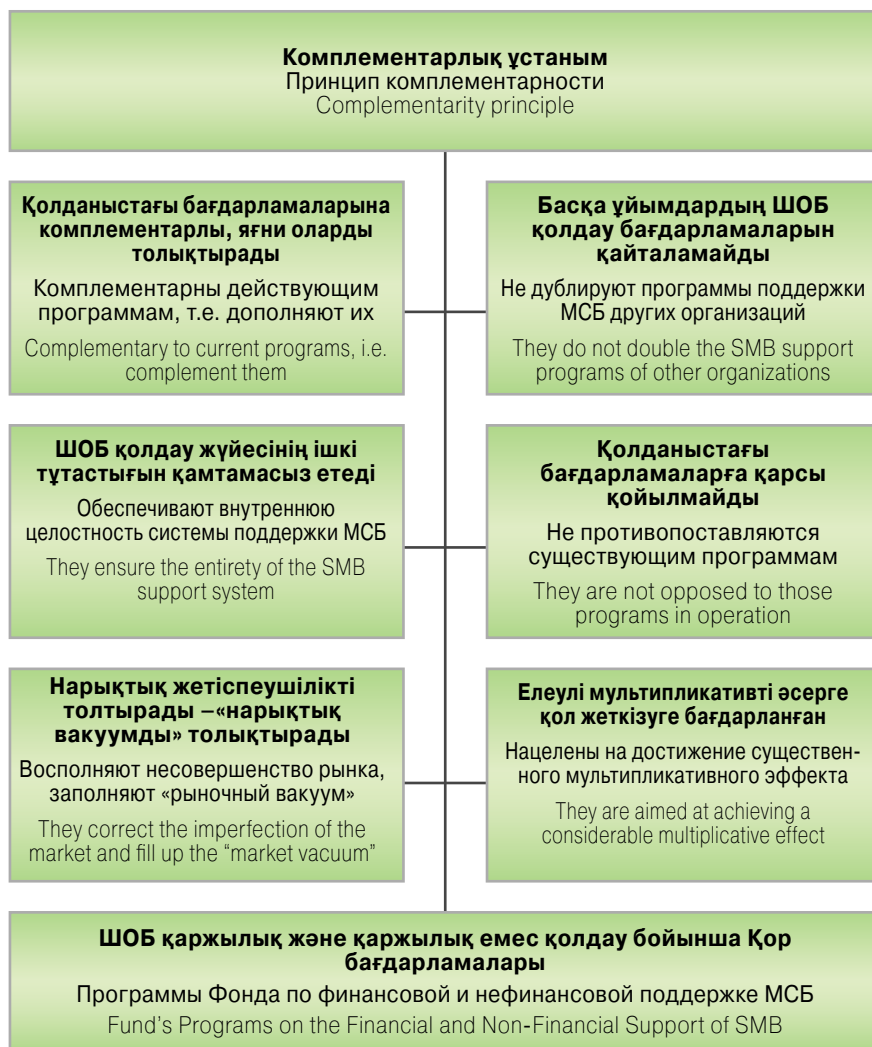 Комплементарлық ұстаным
Принцип комплементарности
Complementarity principle
Қолданыстағы бағдарламаларына
комплементарлы, яғни оларды
толықтырады
Комплементарны действующим
программам, т.е. дополняют их
Complementary to current programs, i.e.
complement them
Басқа ұйымдардың ШОБ
қолдау бағдарламаларын
қайталамайды
Не дублируют программы поддержки
МСБ других организаций
They do not double the SMB support
programs of other organizations
ШОБ қолдау жүйесінің ішкі
тұтастығын қамтамасыз етеді
Обеспечивают внутреннюю
целостность системы поддержки МСБ
They ensure the entirety of the SMB
support system
Қолданыстағы
бағдарламаларға қарсы
қойылмайды
Не противопоставляются
существующим программам
They are not opposed to those
programs in operation
Нарықтық жетіспеушілікті
толтырады –«нарықтық
вакуумды» толықтырады
Восполняют несовершенство рынка,
заполняют «рыночный вакуум»
They correct the imperfection of the
market and fill up the “market vacuum”
Елеулі мультипликативті әсерге
қол жеткізуге бағдарланған
Нацелены на достижение существен-
ного мультипликативного эффекта
They are aimed at achieving a
considerable multiplicative effect
ШОБ қаржылық және қаржылық емес қолдау бойынша Қор
бағдарламалары
Программы Фонда по финансовой и нефинансовой поддержке МСБ
Fund’s Programs on the Financial and Non-Financial Support of SMB